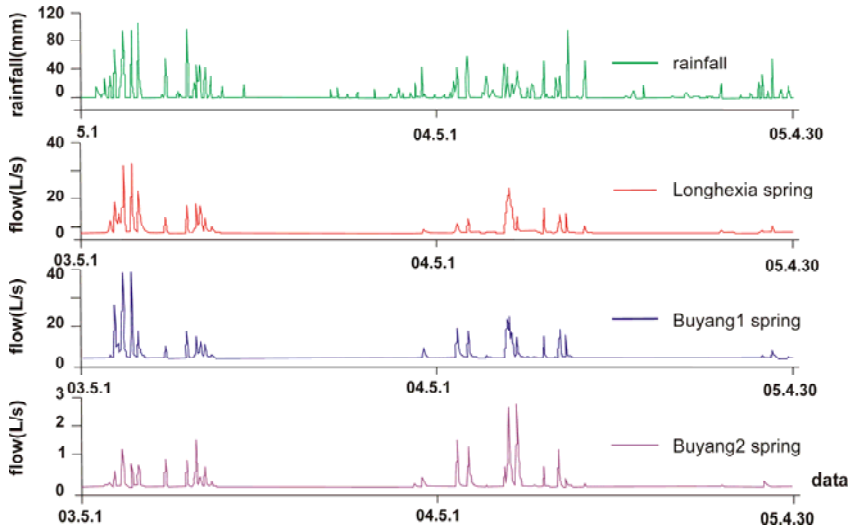 120
80
40
0
rainfall(mm)
rainfall
5.1
04.5.1
05.4.30
40
20
0
flow(L/s)
Longhexia spring
03.5.1
04.5.1
05.4.30
40
20
0
flow(L/s)
Buyang1 spring
03.5.1
04.5.1
05.4.30
3
2
1
0
flow(L/s)
Buyang2 spring
data
03.5.1
04.5.1
05.4.30